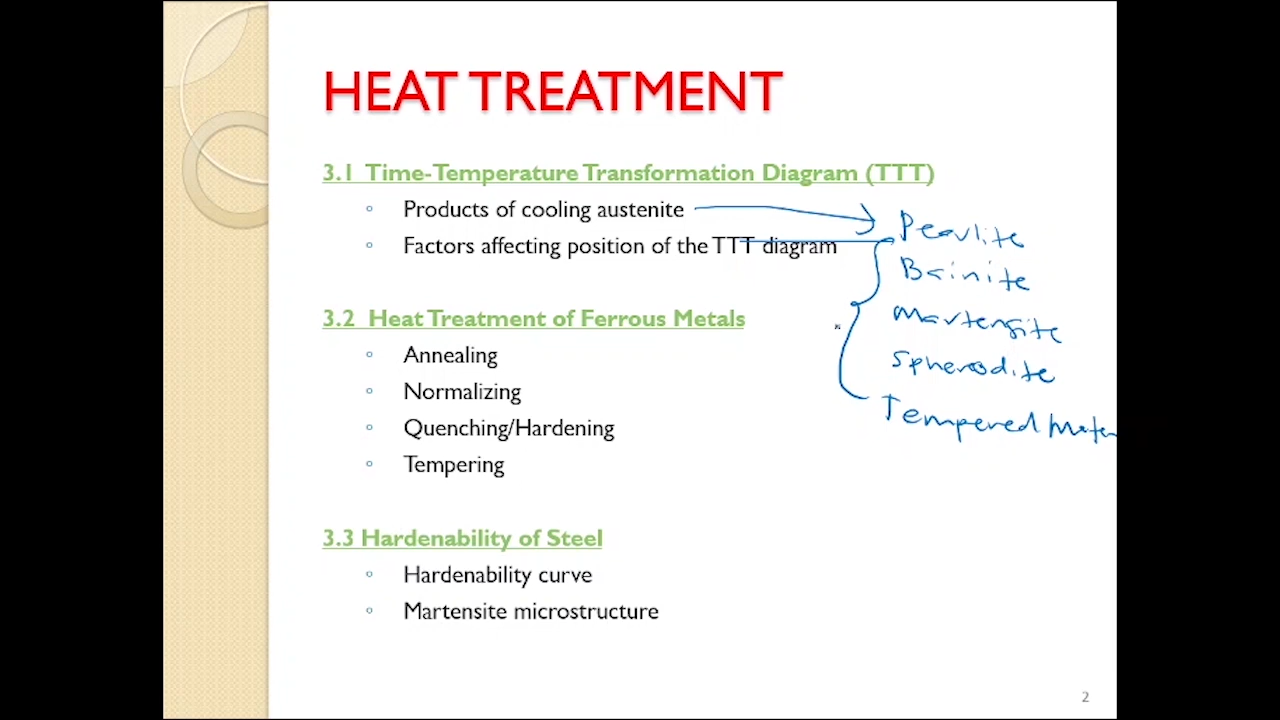 HEAT TREATMENT
3.1 Time-Temperature Transformation Diagram (TTT)
Products of cooling austenite
Pearlite
Factors affecting position of the TTT diagram
Bainite
3.2 Heat Treatment of Ferrous Metals
Martensite
Annealing
Spherodite
Normalizing
Tempered
Quenching/Hardening
Tempering
3.3 Hardenability of Steel
Hardenability curve
Martensite microstructure
2